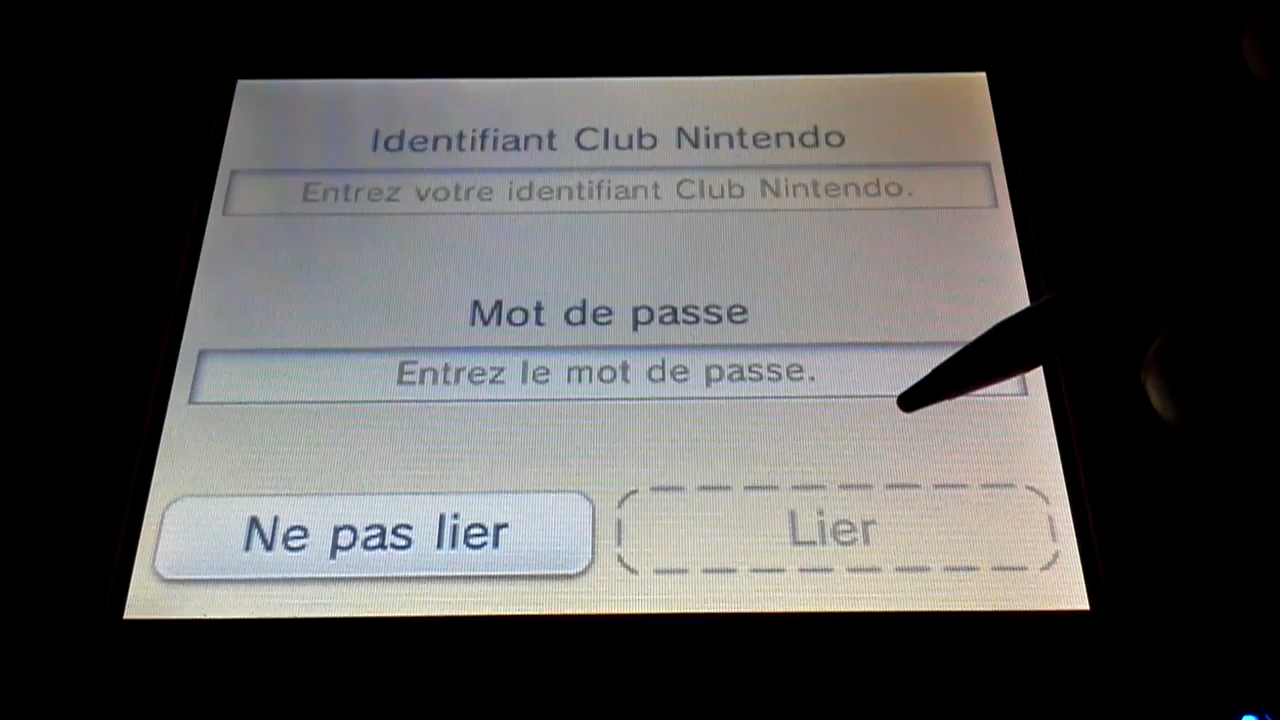 Identifiant Club Nintendo
Entrez votre identifiant Club Nintendo.
Mot de passe
Entrez le mot de passe.
Ne pas lier
Lier